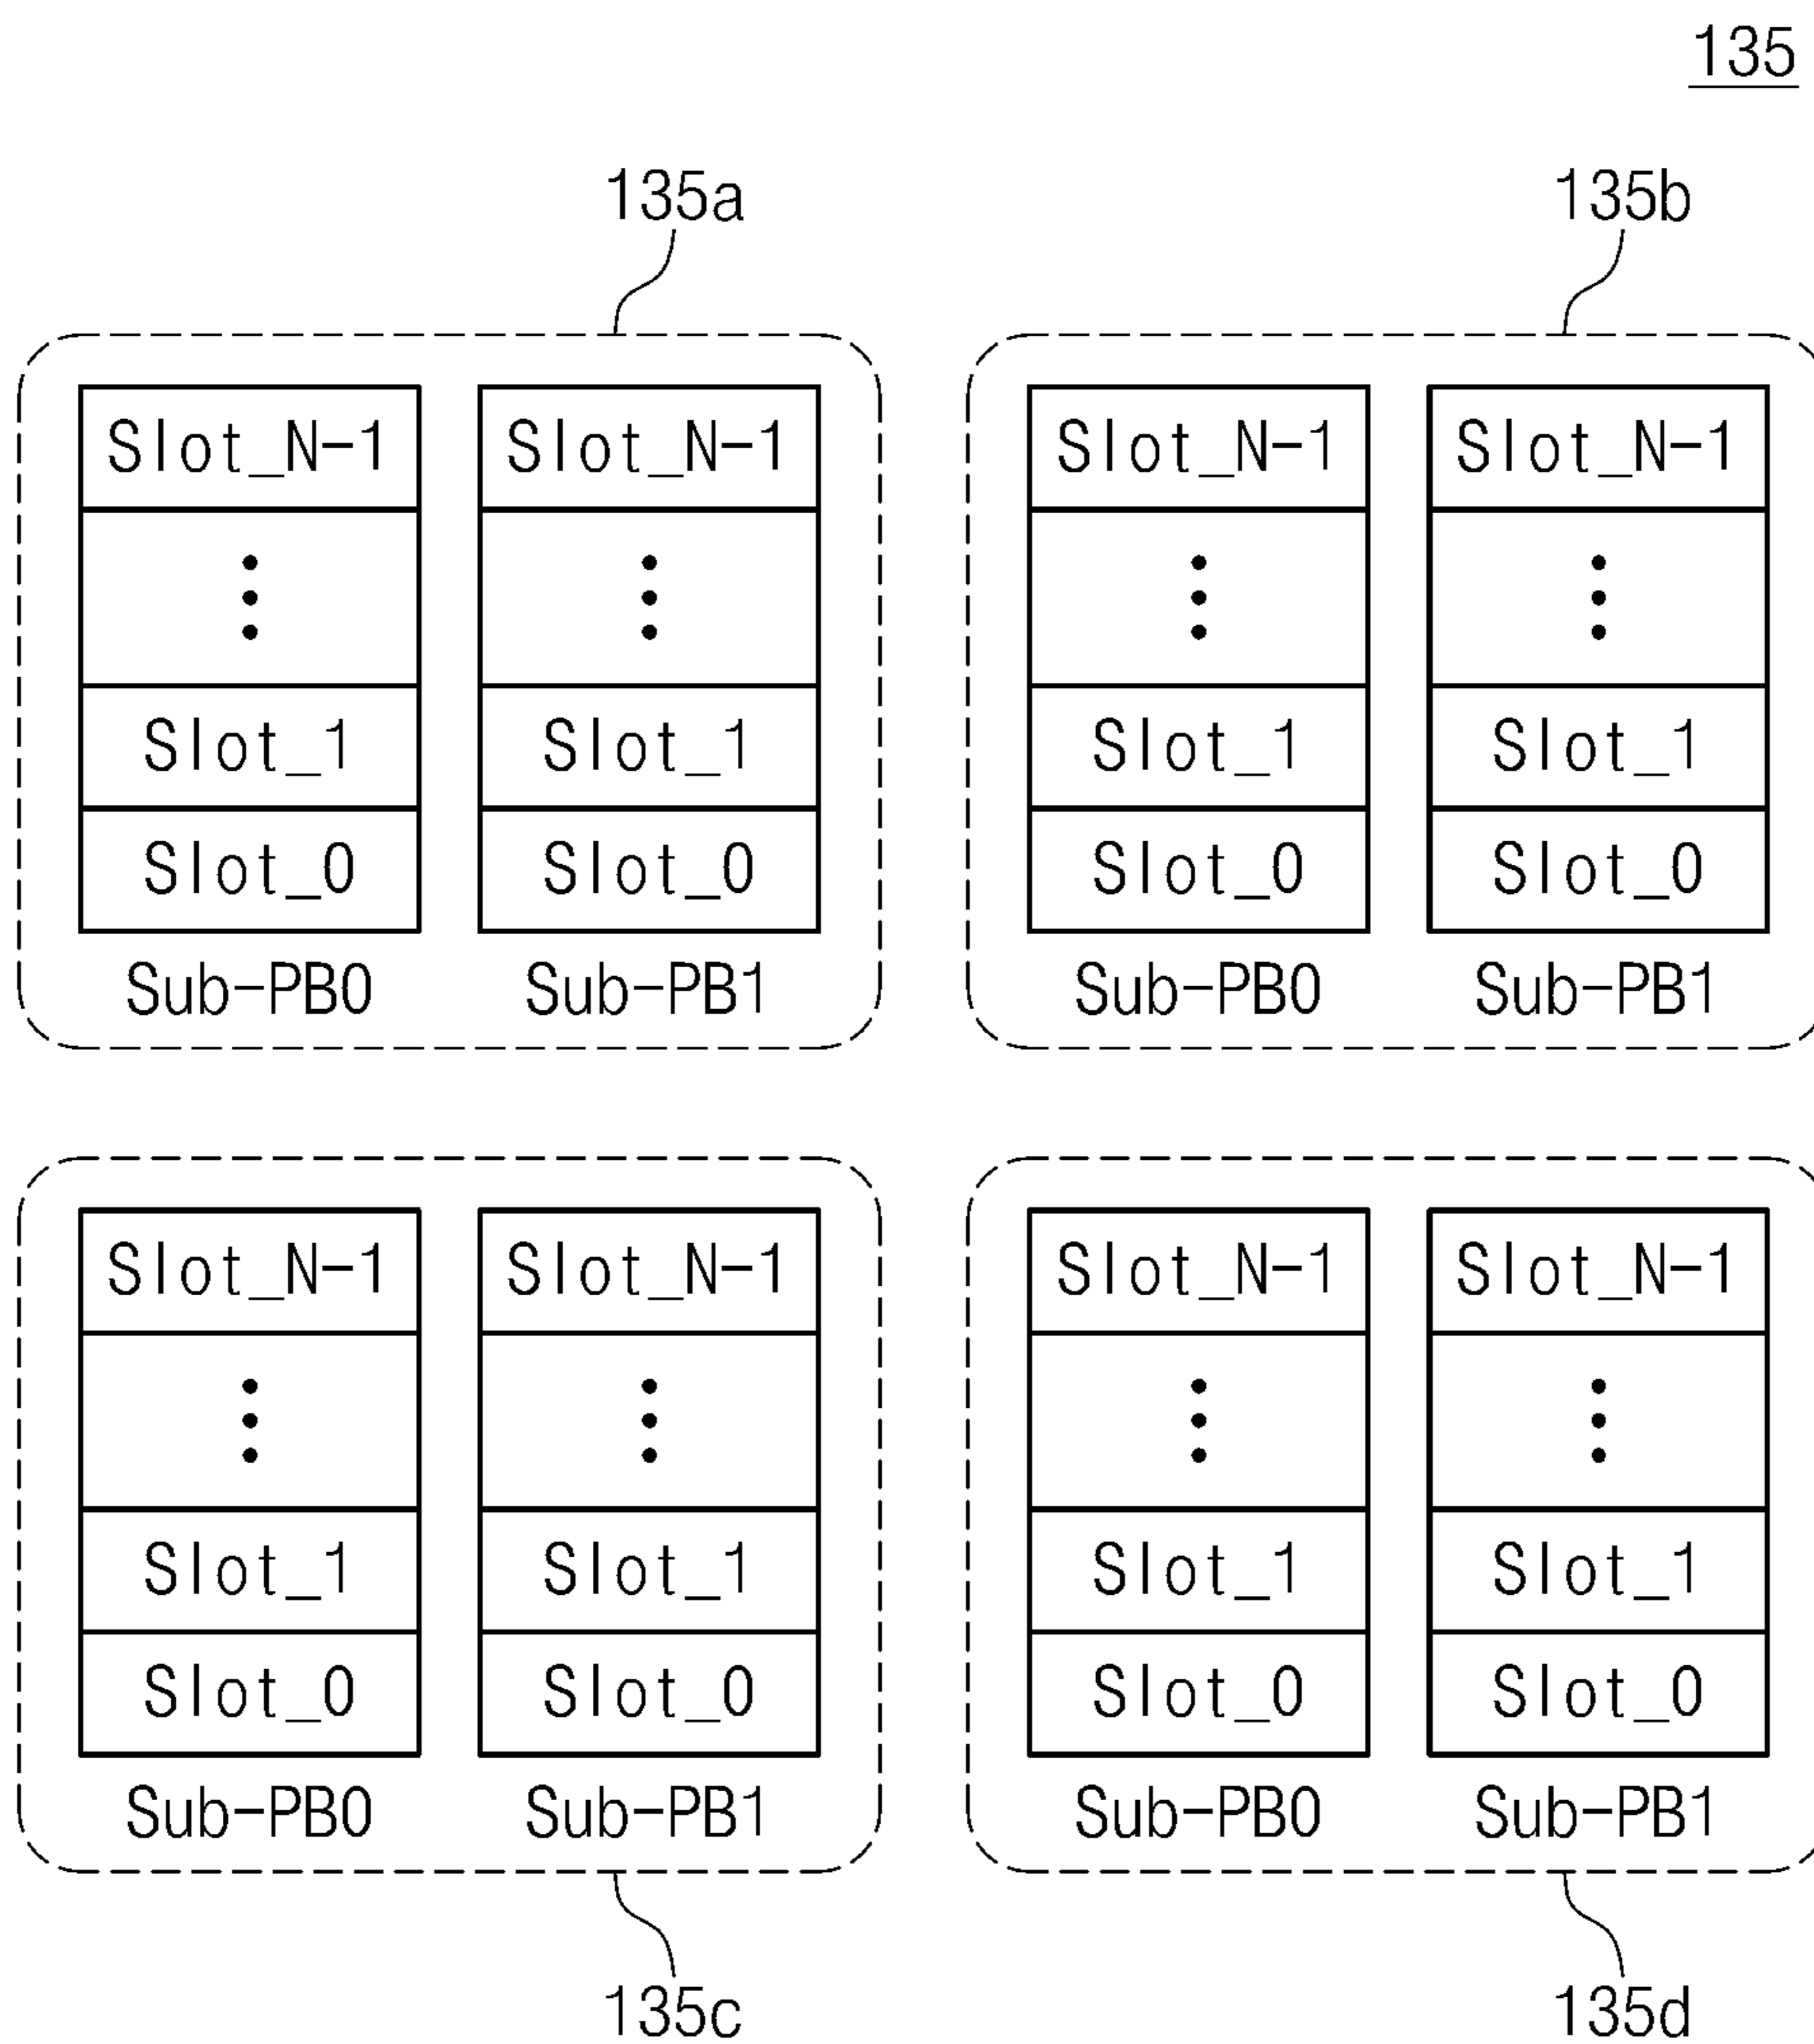 135
135a 135b
Slot_N-1 Slot_N-1 Slot_N-1 Slot_N-1
Slot_1 Slot_1 Slot_1 Slot_1
Slot_0 Slot_0 Slot_0 Slot_0
Sub-PB0 Sub-PB1 Sub-PB0 Sub-PB1
Slot_N-1 Slot_N-1 Slot_N-1 Slot_N-1
Slot_1 Slot_1 Slot_1 Slot_1
Slot_0 Slot_0 Slot_0 Slot_0
Sub-PB0 Sub-PB1 Sub-PB0 Sub-PB1
135c 135d